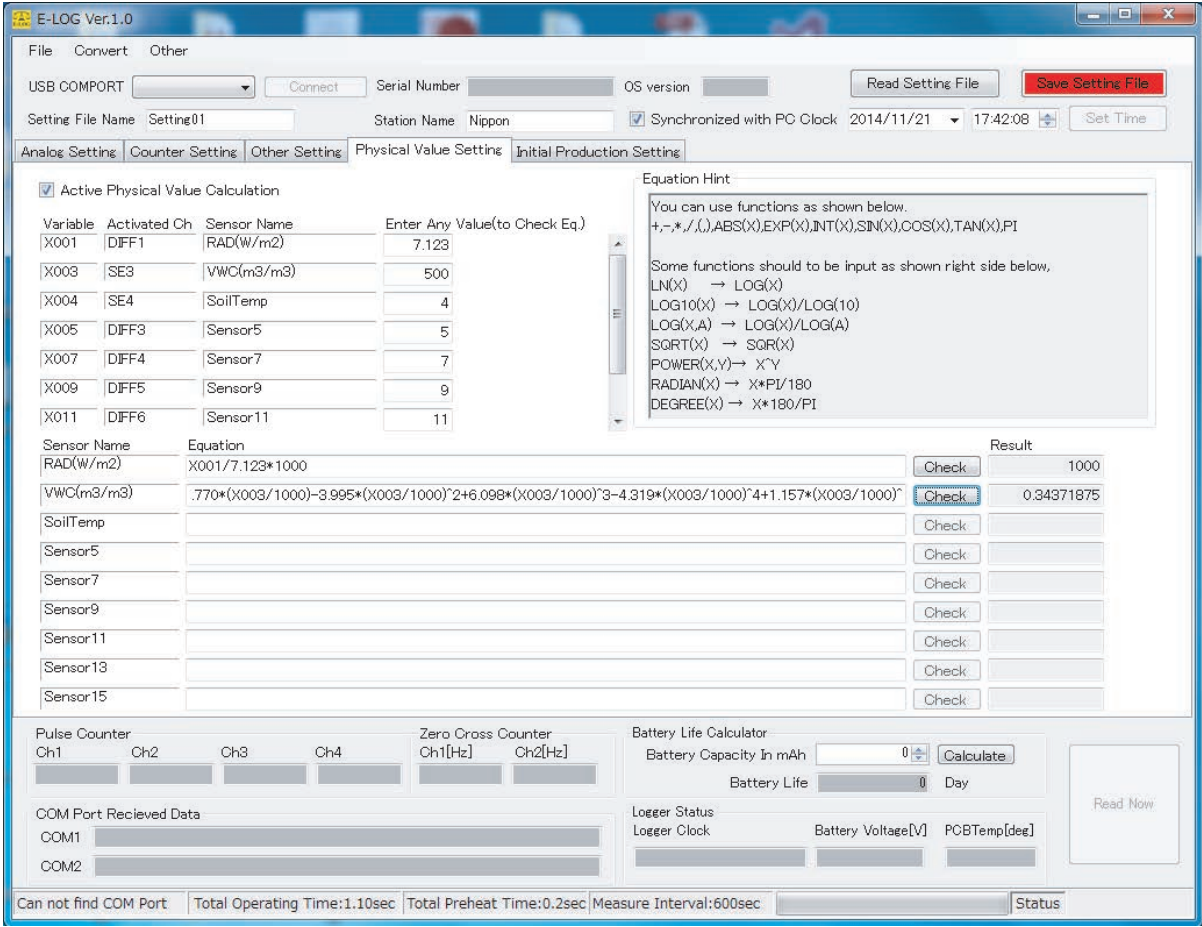 E-LOG Ver.1.0
File Convert Other
USB COMPORT Connect Serial Number OS version Read Setting File Save Setting File
Setting File Name Setting01 Station Name Nippon Synchronized with PC Clock 2014/11/21 17:42:08 Set Time
Analog Setting Counter Setting Other Setting Physical Value Setting Initial Production Setting
Active Physical Value Calculation
Variable Activated Ch Sensor Name Enter Any Value(to Check Eq.)
X001 DIFF1 RAD(W/m2) 7.123
X003 SE3 VWC(m3/m3) 500
X004 SE4 SoilTemp 4
X005 DIFF3 Sensor5 5
X007 DIFF4 Sensor7 7
X009 DIFF5 Sensor9 9
X011 DIFF6 Sensor11 11
Equation Hint
You can use functions as shown below.
+,-,*,/,(,),ABS(X),EXP(X),INT(X),SIN(X),COS(X),TAN(X),PI
Some functions should to be input as shown right side below,
LN(X) → LOG(X)
LOG10(X) → LOG(X)/LOG(10)
LOG(X,A) → LOG(X)/LOG(A)
SQRT(X) → SQR(X)
POWER(X,Y)→ X^Y
RADIAN(X) → X*PI/180
DEGREE(X) → X*180/PI
Sensor Name Equation Result
RAD(W/m2) X001/7.123*1000 Check 1000
VWC(m3/m3) .770*(X003/1000)-3.995*(X003/1000)^2+6.098*(X003/1000)^3-4.319*(X003/1000)^4+1.157*(X003/1000)^ Check 0.34371875
SoilTemp Check
Sensor5 Check
Sensor7 Check
Sensor9 Check
Sensor11 Check
Sensor13 Check
Sensor15 Check
Pulse Counter Zero Cross Counter
Ch1 Ch2 Ch3 Ch4 Ch1[Hz] Ch2[Hz]
Battery Life Calculator
Battery Capacity In mAh 0 Calculate
Battery Life 0 Day
COM Port Recieved Data
COM1
COM2
Logger Status
Logger Clock Battery Voltage[V] PCBTemp[deg]
Read Now
Can not find COM Port Total Operating Time:1.10sec Total Preheat Time:0.2sec Measure Interval:600sec Status